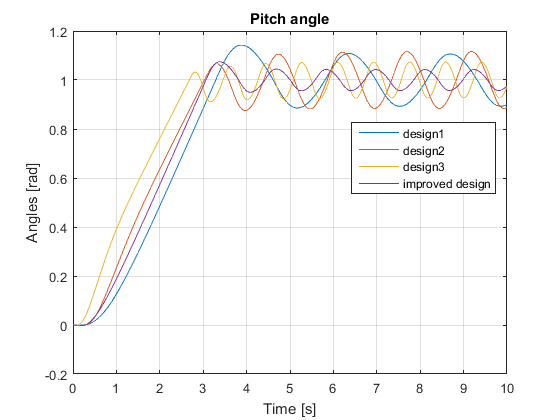 Pitch angle
Angles [rad]
1.2
1
0.8
0.6
0.4
0.2
0
-0.2
design1
design2
design3
improved design
0 1 2 3 4 5 6 7 8 9 10
Time [s]